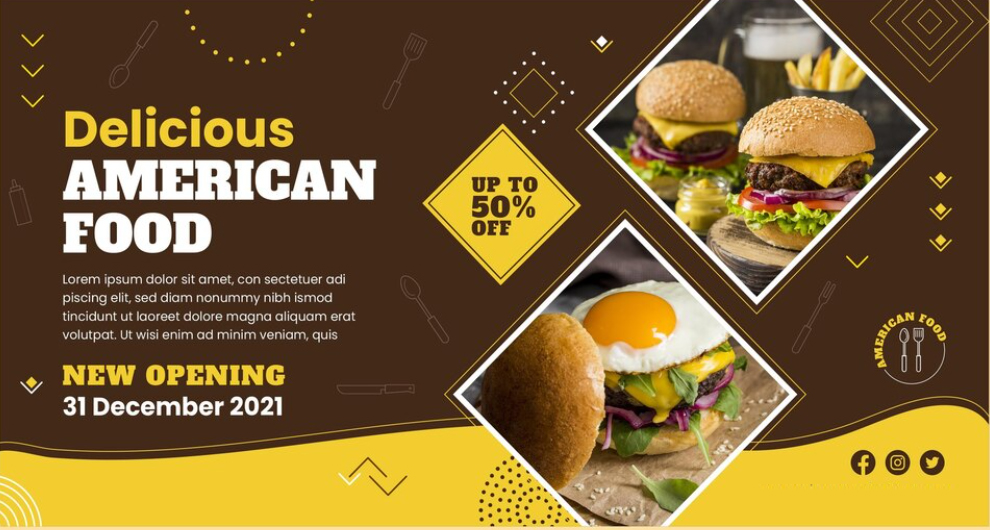 Delicious
AMERICAN
FOOD
Lorem ipsum dolor sit amet, con sectetuer adi
piscing elit, sed diam nonummy nibh ismod
tincidunt ut laoreet dolore magna aliquam erat
volutpat. Ut wisi enim ad minim veniam, quis
NEW OPENING
31 December 2021
UP TO
50%
OFF
AMERICAN FOOD